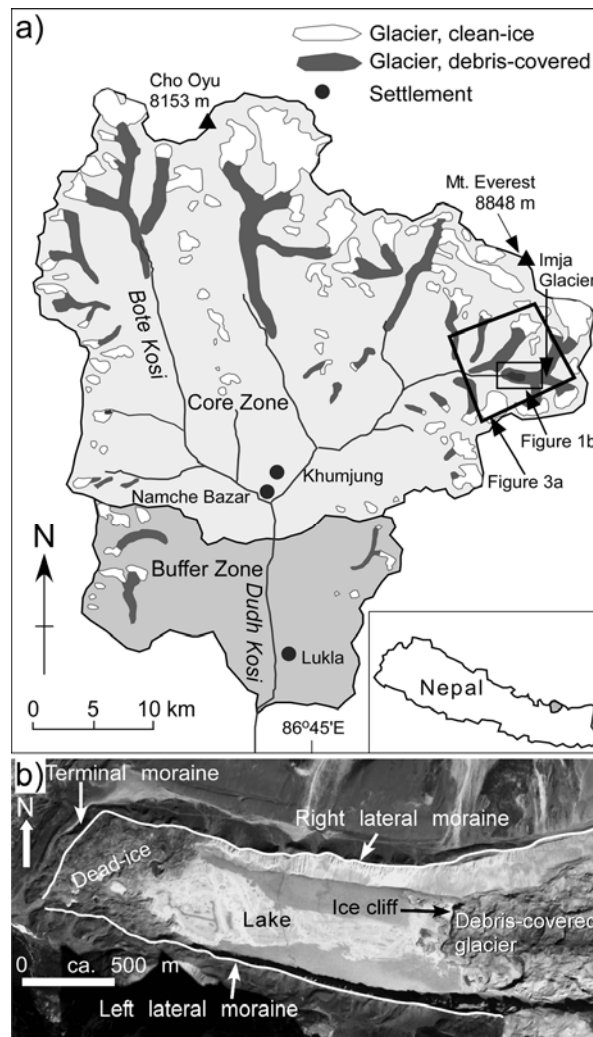 a)
Glacier, clean-ice
Glacier, debris-covered
Settlement
Cho Oyu
8153 m
Mt. Everest
8848 m
Imja
Glacier
Bote Kosi
Core Zone
Figure 1b
Figure 3a
Khumjung
Namche Bazar
N
Buffer Zone
Dudh Kosi
Lukla
Nepal
0 5 10 km
86°45'E
b)
Terminal moraine
N
Right lateral moraine
Dead-ice
Lake
Ice cliff
Debris-covered
glacier
0 ca. 500 m
Left lateral moraine